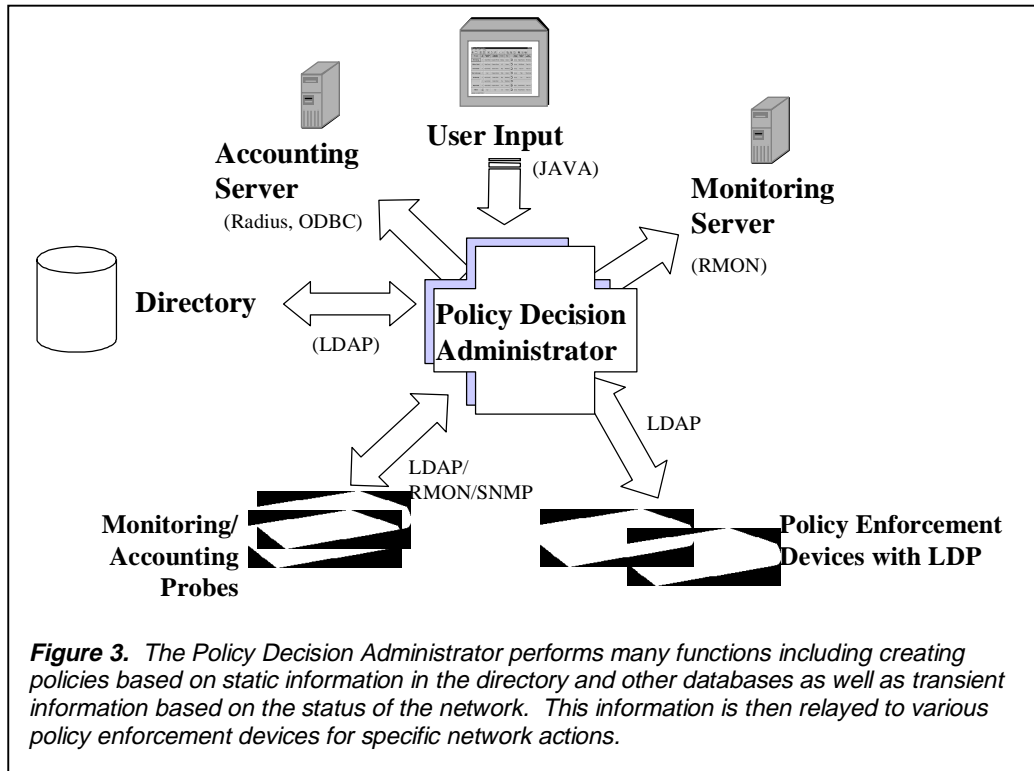 User Input
(JAVA)
Accounting
Server
(Radius, ODBC)
Monitoring
Server
(RMON)
Directory
(LDAP)
Policy Decision
Administrator
LDAP
LDAP/
RMON/SNMP
Monitoring/
Accounting
Probes
Policy Enforcement
Devices with LDP
Figure 3. The Policy Decision Administrator performs many functions including creating
policies based on static information in the directory and other databases as well as transient
information based on the status of the network. This information is then relayed to various
policy enforcement devices for specific network actions.